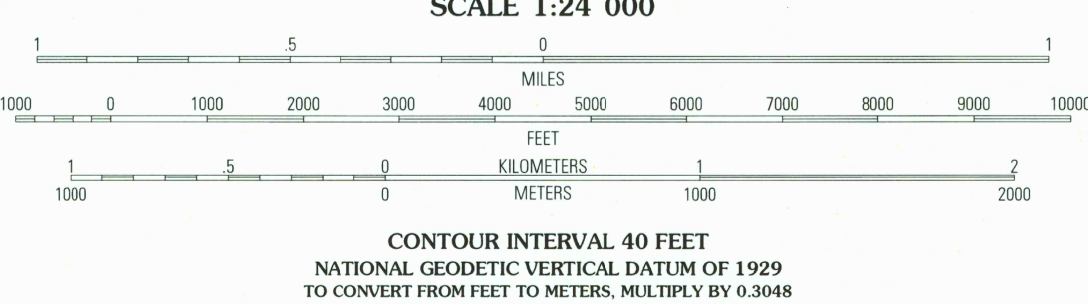 SCALE 1:24 000
1 .5 0 1
MILES
1000 0 1000 2000 3000 4000 5000 6000 7000 8000 9000 10000
FEET
1 .5 0 KILOMETERS 1 2
1000 0 METERS 1000 2000
CONTOUR INTERVAL 40 FEET
NATIONAL GEODETIC VERTICAL DATUM OF 1929
TO CONVERT FROM FEET TO METERS, MULTIPLY BY 0.3048